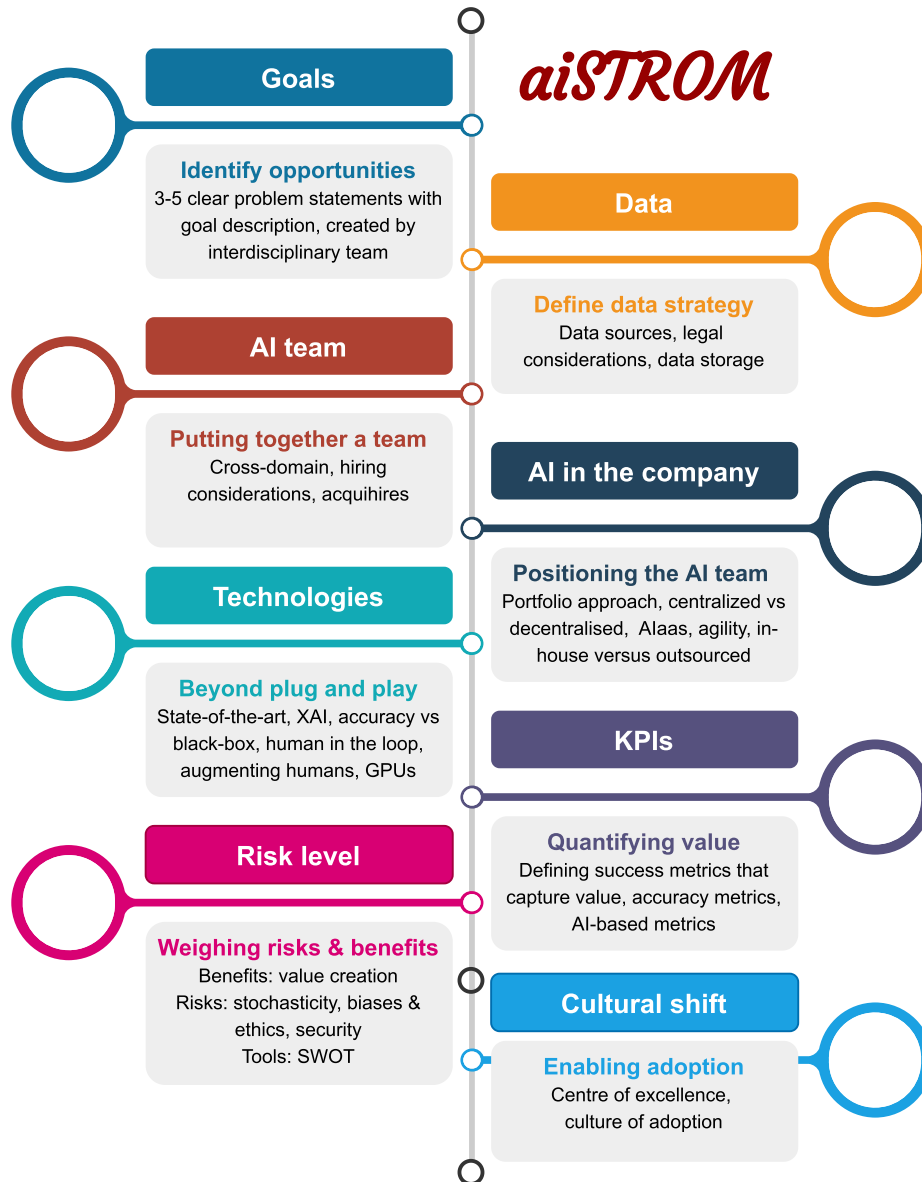 aiSTROM
Goals
Identify opportunities
3-5 clear problem statements with
goal description, created by
interdisciplinary team
Data
Define data strategy
Data sources, legal
considerations, data storage
AI team
Putting together a team
Cross-domain, hiring
considerations, acquihires
AI in the company
Positioning the AI team
Portfolio approach, centralized vs
decentralised,  AIaas, agility, in-
house versus outsourced
Technologies
Beyond plug and play
State-of-the-art, XAI, accuracy vs
black-box, human in the loop,
augmenting humans, GPUs
KPIs
Quantifying value
Defining success metrics that
capture value, accuracy metrics,
AI-based metrics
Risk level
Weighing risks & benefits
Benefits: value creation
Risks: stochasticity, biases &
ethics, security
Tools: SWOT
Cultural shift
Enabling adoption
Centre of excellence,
culture of adoption